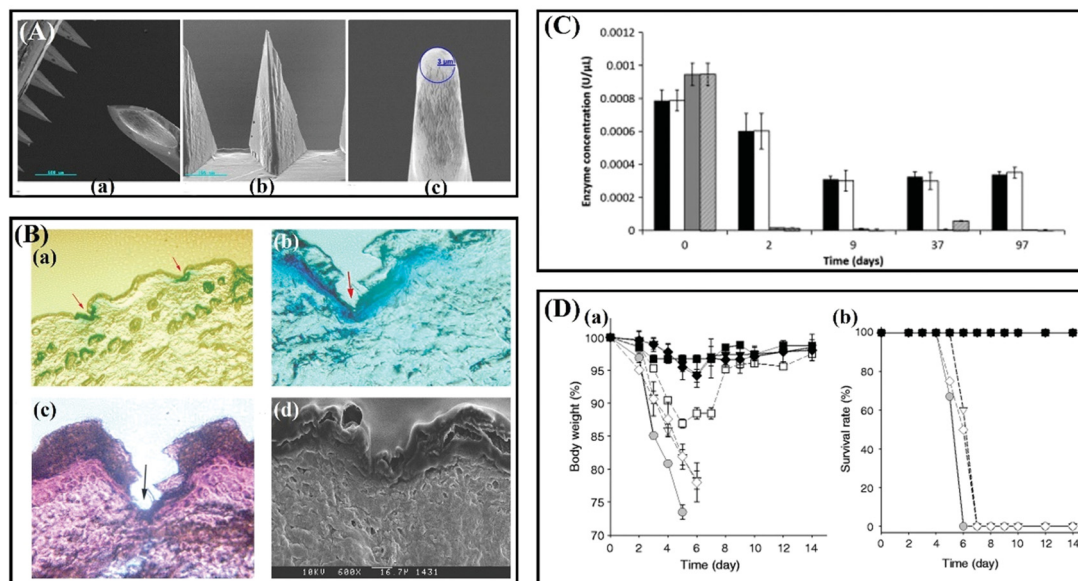 (A)
3 µm
(a)
(b)
(c)
(B)
(a)
(b)
(c)
(d)
10KV 600X 16.7µ 1431
(C)
Enzyme concentration (U/µL)
0.0012
0.001
0.0008
0.0006
0.0004
0.0002
0
0 2 9 37 97
Time (days)
(D)
(a)
Body weight (%)
100
95
90
85
80
75
70
0 2 4 6 8 10 12 14
Time (day)
(b)
Survival rate (%)
120
100
80
60
40
20
0
0 2 4 6 8 10 12 14
Time (day)